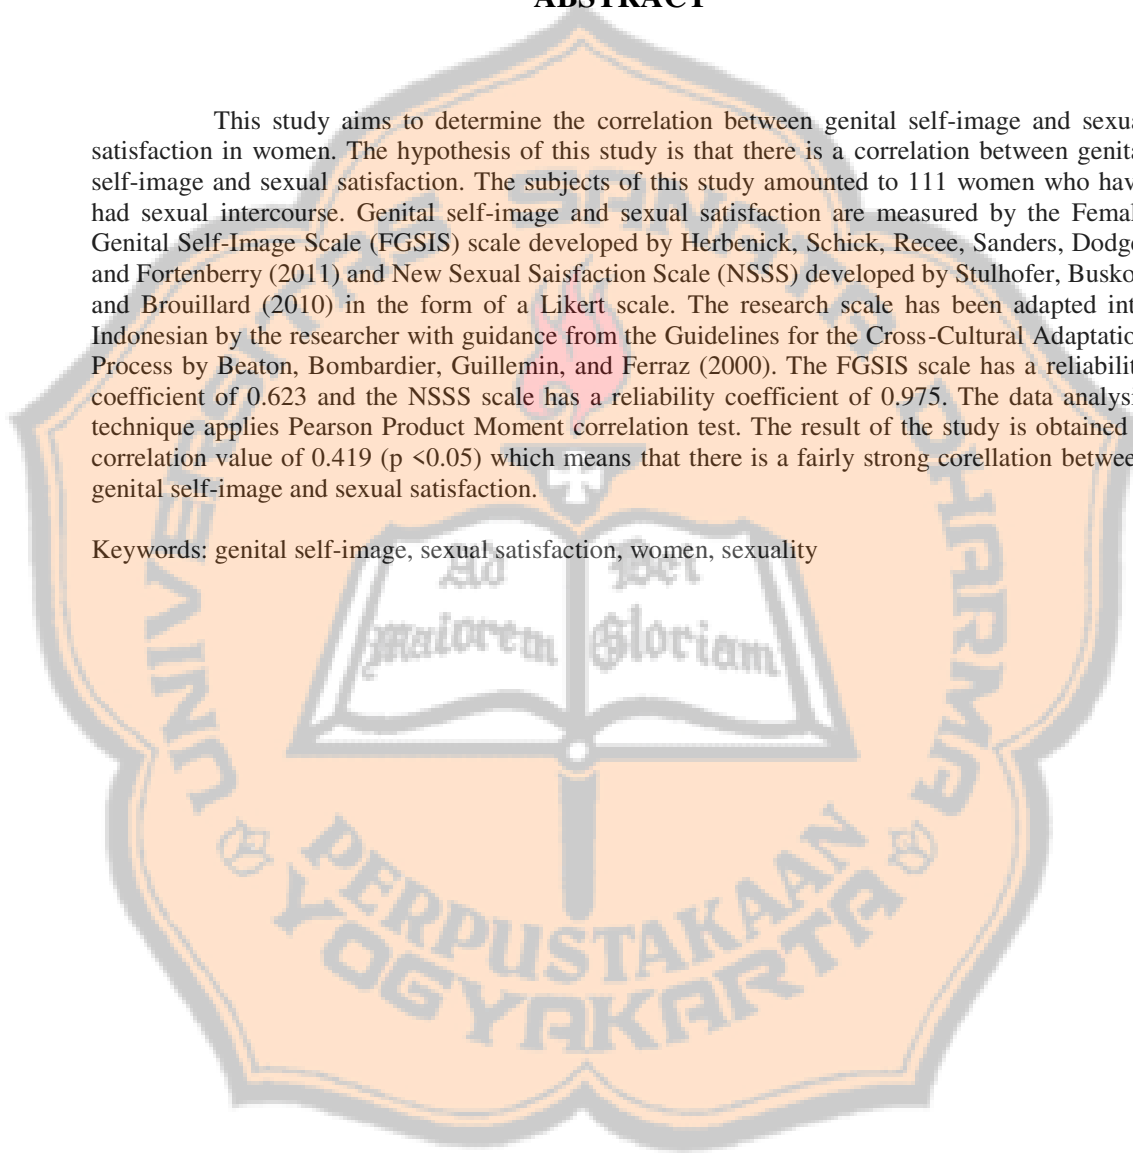 ABSTRACT
This study aims to determine the correlation between genital self-image and sexua
satisfaction in women. The hypothesis of this study is that there is a correlation between genita
self-image and sexual satisfaction. The subjects of this study amounted to 111 women who hav
had sexual intercourse. Genital self-image and sexual satisfaction are measured by the Femal
Genital Self-Image Scale (FGSIS) scale developed by Herbenick, Schick, Recee, Sanders, Dodge
and Fortenberry (2011) and New Sexual Saisfaction Scale (NSSS) developed by Stulhofer, Busko
and Brouillard (2010) in the form of a Likert scale. The research scale has been adapted int
Indonesian by the researcher with guidance from the Guidelines for the Cross-Cultural Adaptatio
Process by Beaton, Bombardier, Guillemin, and Ferraz (2000). The FGSIS scale has a reliabilit
coefficient of 0.623 and the NSSS scale has a reliability coefficient of 0.975. The data analysi
technique applies Pearson Product Moment correlation test. The result of the study is obtained
correlation value of 0.419 (p <0.05) which means that there is a fairly strong corellation betwee
genital self-image and sexual satisfaction.
Keywords: genital self-image, sexual satisfaction, women, sexuality
UNIVERSITAS SANATA DHARMA
Ad Dei
Maiorem Gloriam
PERPUSTAKAAN
YOGYAKARTA